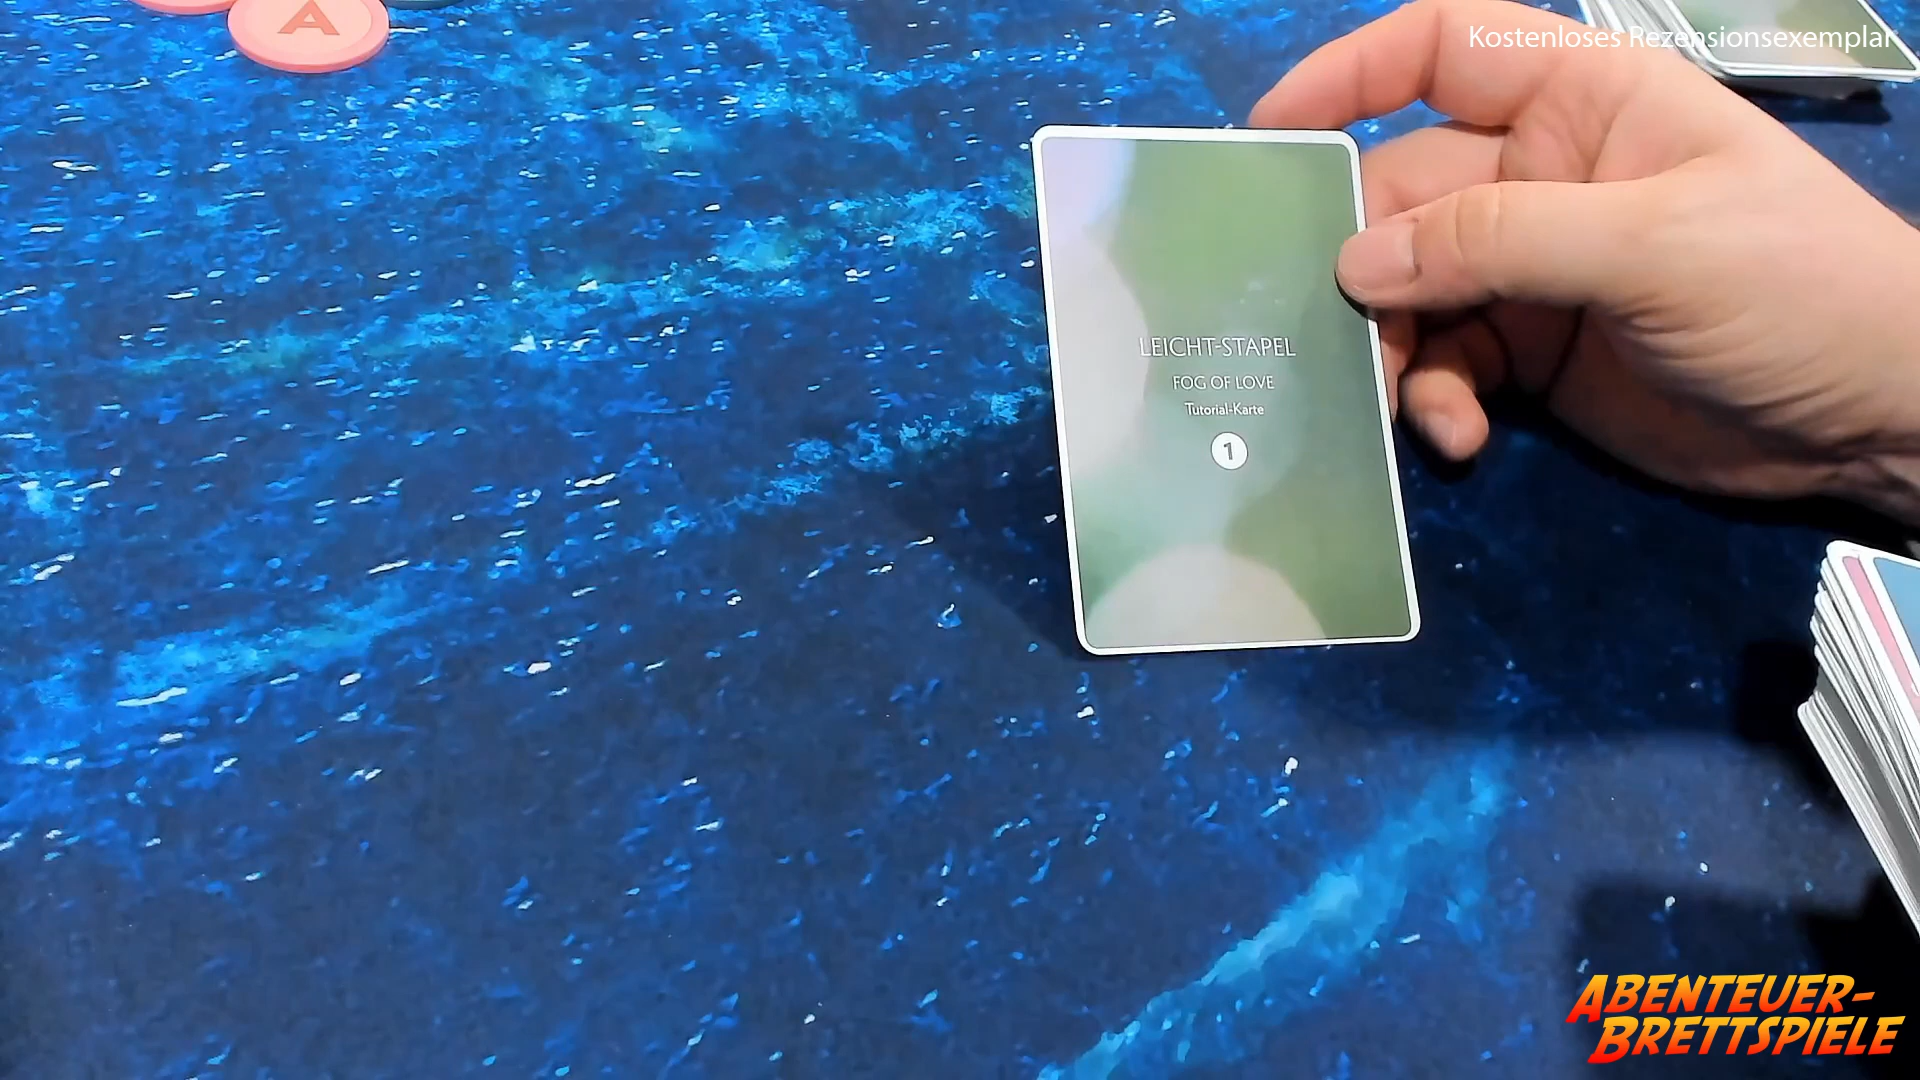 A
Kostenloses Rezensionsexemplar
LEICHT-STAPEL
FOG OF LOVE
Tutorial-Karte
1
ABENTEUER-
BRETTSPIELE